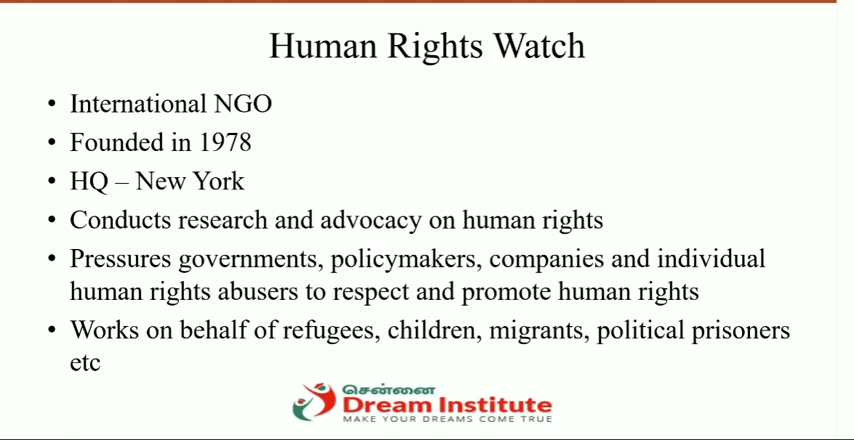 Human Rights Watch
• International NGO
• Founded in 1978
• HQ – New York
• Conducts research and advocacy on human rights
• Pressures governments, policymakers, companies and individual
human rights abusers to respect and promote human rights
• Works on behalf of refugees, children, migrants, political prisoners
etc
சென்னை
Dream Institute
MAKE YOUR DREAMS COME TRUE